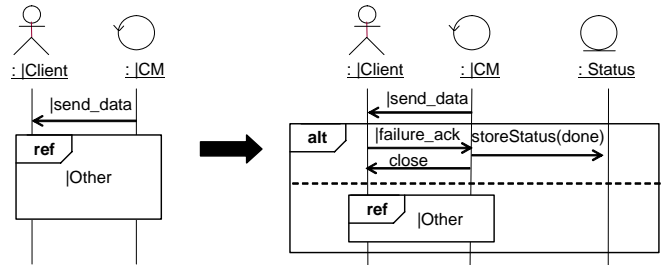 : |Client
: |CM
|send_data
ref
|Other
: |Client
: |CM
: Status
|send_data
alt
|failure_ack
storeStatus(done)
close
ref
|Other